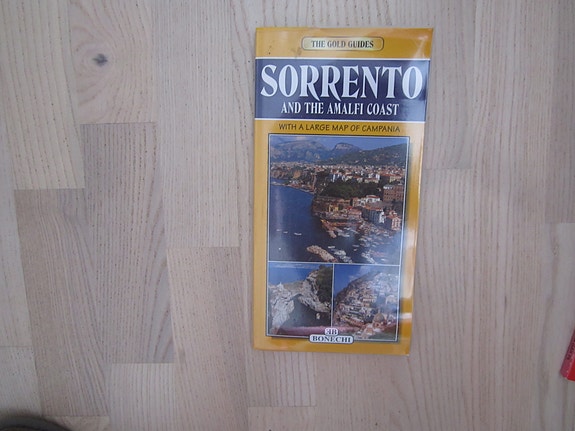 THE GOLD GUIDES
SORRENTO
AND THE AMALFI COAST
WITH A LARGE MAP OF CAMPANIA
BONECHI